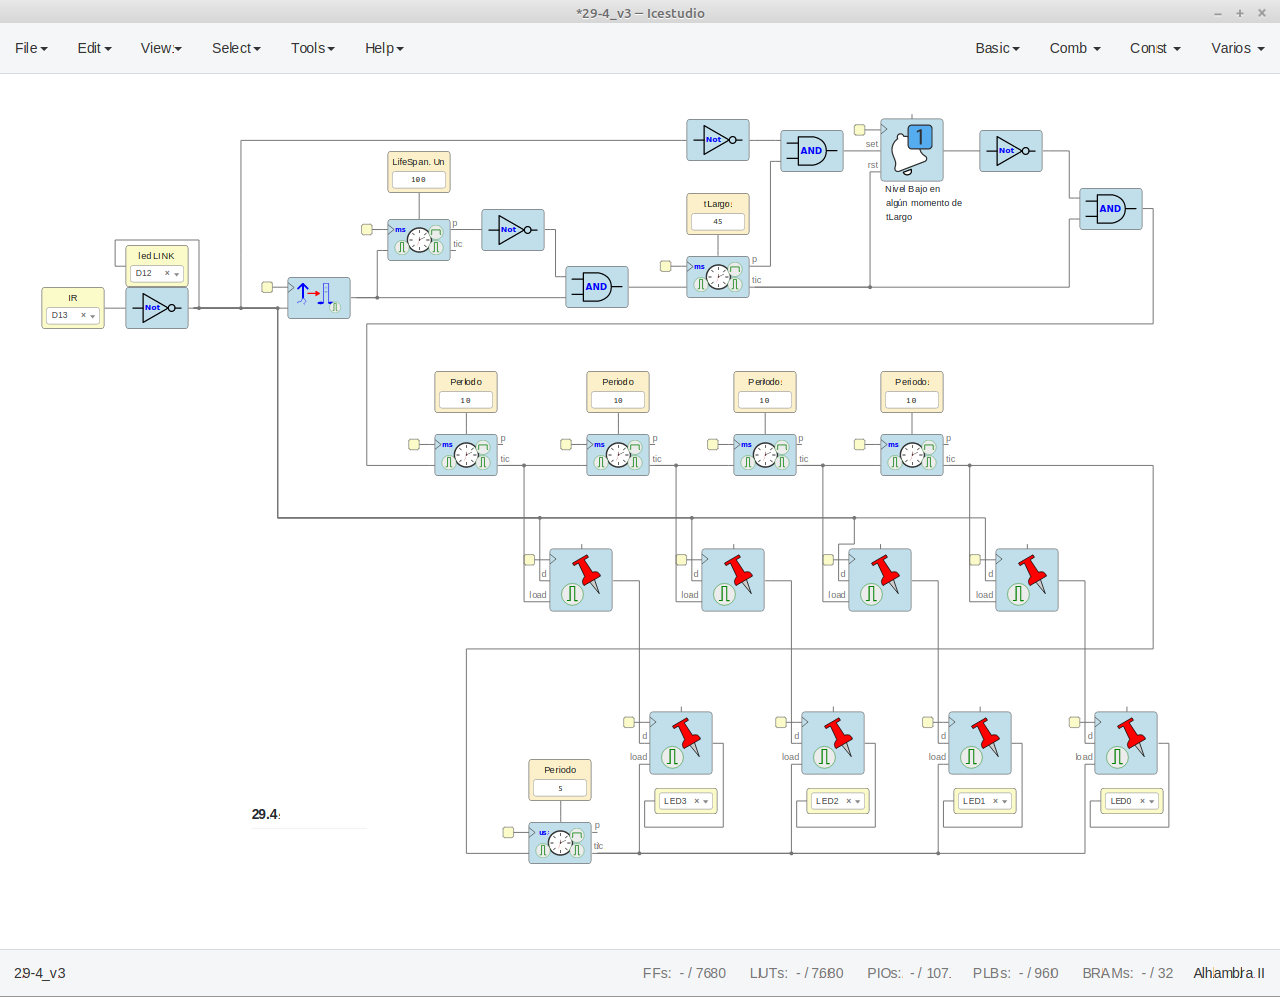 *29-4_v3 — Icestudio
File Edit View Select Tools Help Basic Comb Const Varios
Not
LifeSpan. Un
100
AND
1
set
rst
Nivel Bajo en
algún momento de
tLargo
Not
tLargo
45
ms
p
tic
Not
AND
AND
ms
p
tic
led LINK
D12
IR
D13
Not
Periodo
10
Periodo
10
Periodo
10
Periodo
10
ms
p
tic
ms
p
tic
ms
p
tic
ms
p
tic
d
load
d
load
d
load
d
load
d
load
d
load
d
load
d
load
Periodo
5
LED3
LED2
LED1
LED0
29.4
us
p
tic
29-4_v3 FFs: - / 7680 LUTs: - / 7680 PIOs: - / 107 PLBs: - / 960 BRAMs: - / 32 Alhambra II